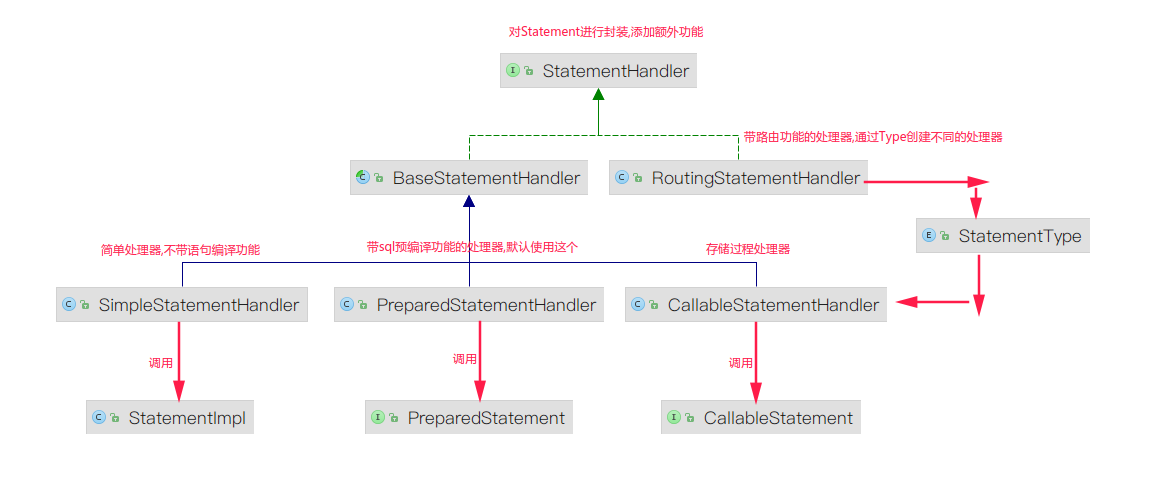 对Statement进行封装,添加额外功能
StatementHandler
带路由功能的处理器,通过Type创建不同的处理器
BaseStatementHandler
RoutingStatementHandler
StatementType
简单处理器,不带语句编译功能
带sql预编译功能的处理器,默认使用这个
存储过程处理器
SimpleStatementHandler
PreparedStatementHandler
CallableStatementHandler
调用
调用
调用
StatementImpl
PreparedStatement
CallableStatement